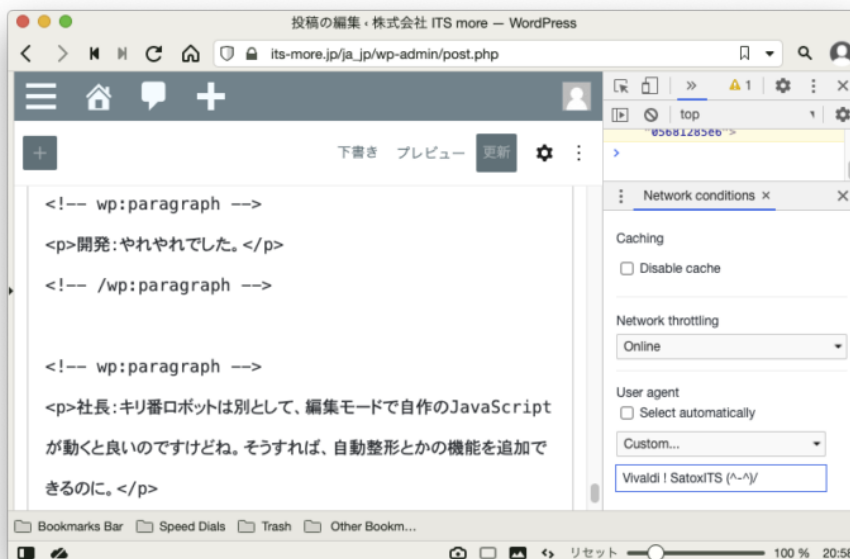 投稿の編集 ‹ 株式会社 ITS more — WordPress
its-more.jp/ja_jp/wp-admin/post.php
1
top
"05681285e6">
下書き プレビュー 更新
<!-- wp:paragraph -->
<p>開発:やれやれでした。</p>
<!-- /wp:paragraph -->
<!-- wp:paragraph -->
<p>社長:キリ番ロボットは別として、編集モードで自作のJavaScript
が動くと良いのですけどね。そうすれば、自動整形とかの機能を追加で
きるのに。</p>
Network conditions
Caching
Disable cache
Network throttling
Online
User agent
Select automatically
Custom...
Vivaldi ! SatoxITS (^-^)/
Bookmarks Bar Speed Dials Trash Other Bookm...
リセット 100 %